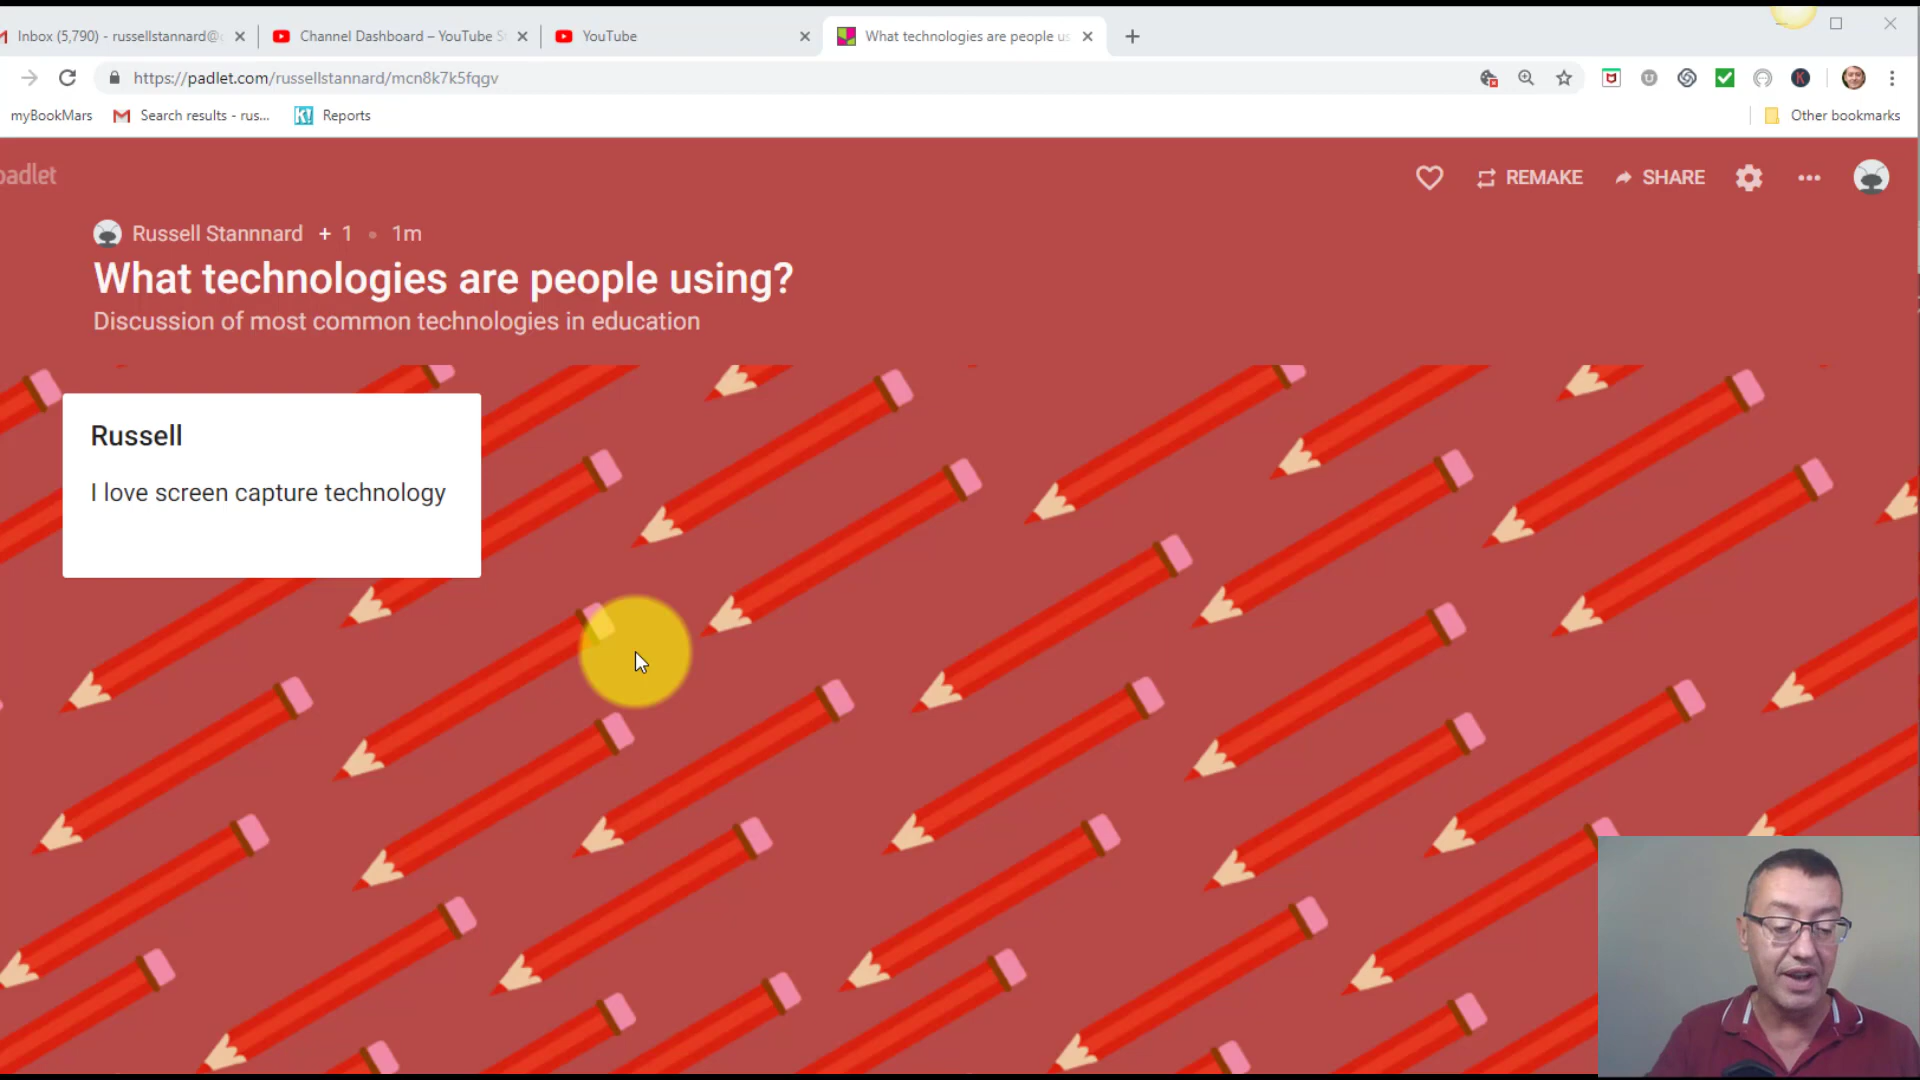 Inbox (5,790) - russellstannard@
Channel Dashboard – YouTube S
YouTube
What technologies are people us
https://padlet.com/russellstannard/mcn8k7k5fqgv
myBookMars
Search results - rus...
Reports
Other bookmarks
padlet
REMAKE
SHARE
Russell Stannnard + 1 • 1m
What technologies are people using?
Discussion of most common technologies in education
Russell
I love screen capture technology